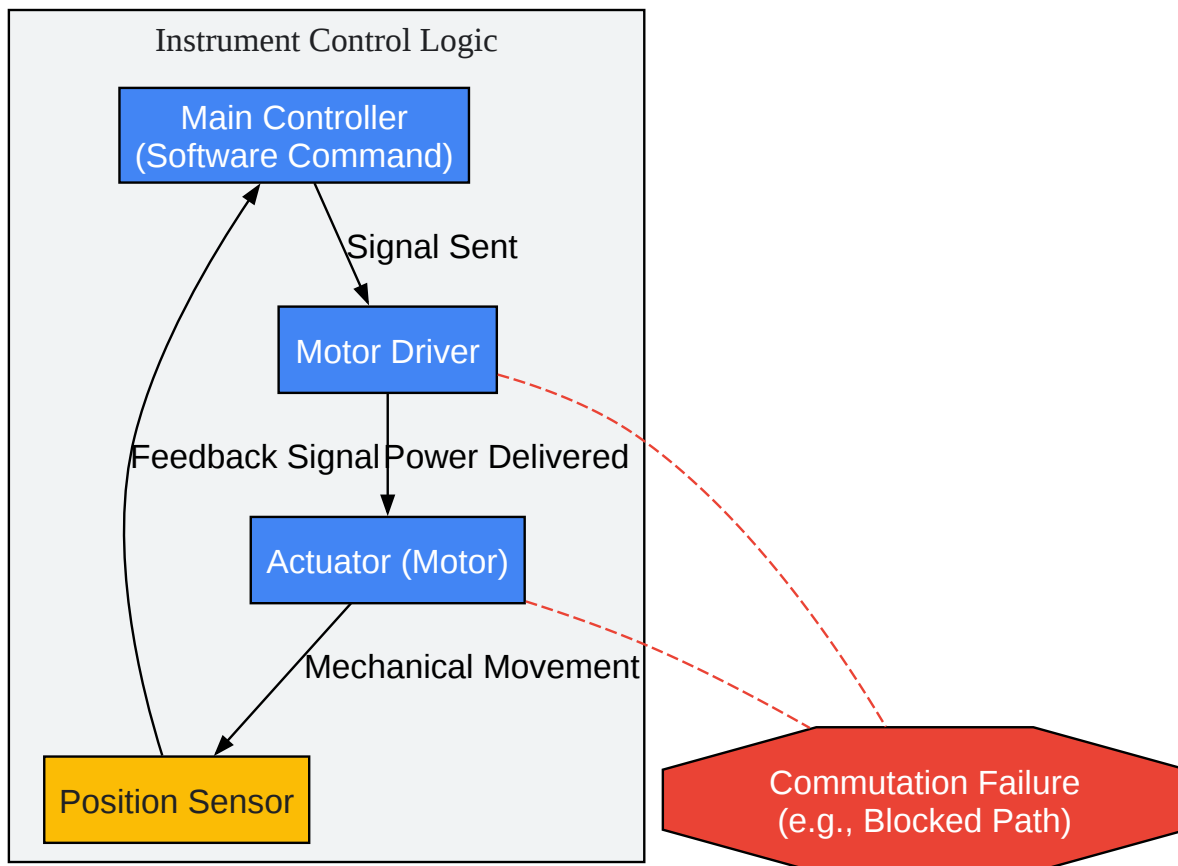 Instrument Control Logic
Main Controller
(Software Command)
Signal Sent
Motor Driver
Feedback Signal
Power Delivered
Actuator (Motor)
Mechanical Movement
Position Sensor
Commutation Failure
(e.g., Blocked Path)